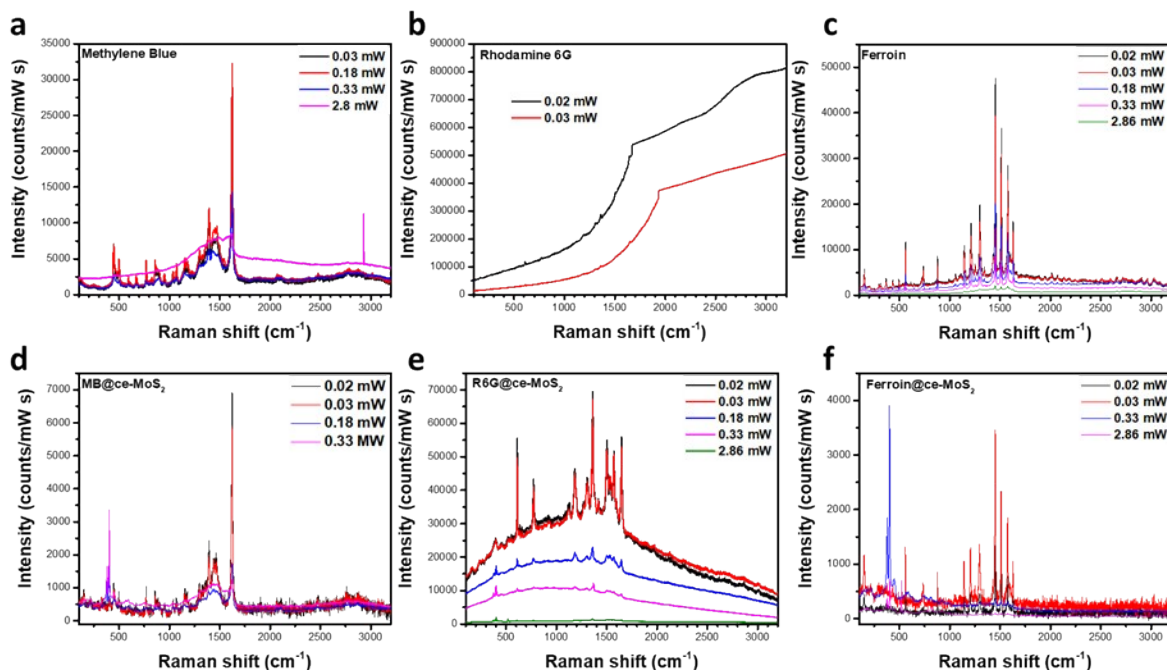 a
Methylene Blue
0.03 mW
0.18 mW
0.33 mW
2.8 mW
35000
30000
25000
20000
15000
10000
5000
0
Intensity (counts/mW s)
500 1000 1500 2000 2500 3000
Raman shift (cm⁻¹)
b
Rhodamine 6G
0.02 mW
0.03 mW
900000
800000
700000
600000
500000
400000
300000
200000
100000
0
Intensity (counts/mW s)
500 1000 1500 2000 2500 3000
Raman shift (cm⁻¹)
c
Ferroin
0.02 mW
0.03 mW
0.18 mW
0.33 mW
2.86 mW
50000
40000
30000
20000
10000
0
Intensity (counts/mW s)
500 1000 1500 2000 2500 3000
Raman shift (cm⁻¹)
d
MB@ce-MoS₂
0.02 mW
0.03 mW
0.18 mW
0.33 MW
7000
6000
5000
4000
3000
2000
1000
0
Intensity (counts/mW s)
500 1000 1500 2000 2500 3000
Raman shift (cm⁻¹)
e
R6G@ce-MoS₂
0.02 mW
0.03 mW
0.18 mW
0.33 mW
2.86 mW
70000
60000
50000
40000
30000
20000
10000
0
Intensity (counts/mW s)
500 1000 1500 2000 2500 3000
Raman shift (cm⁻¹)
f
Ferroin@ce-MoS₂
0.02 mW
0.03 mW
0.33 mW
2.86 mW
4000
3000
2000
1000
0
Intensity (counts/mW s)
500 1000 1500 2000 2500 3000
Raman shift (cm⁻¹)